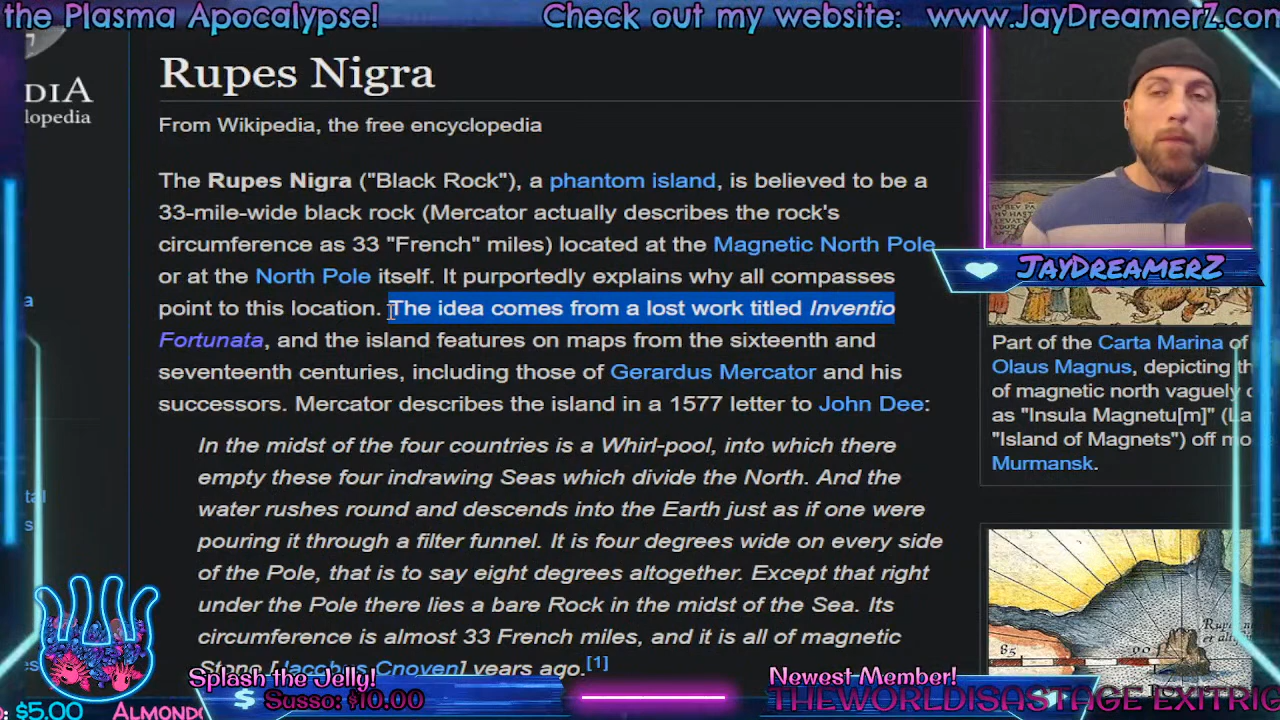 the Plasma Apocalypse!
Check out my website: www.JayDreamerZ.com
DIA
lopedia
Rupes Nigra
From Wikipedia, the free encyclopedia
The Rupes Nigra ("Black Rock"), a phantom island, is believed to be a
33-mile-wide black rock (Mercator actually describes the rock's
circumference as 33 "French" miles) located at the Magnetic North Pole
or at the North Pole itself. It purportedly explains why all compasses
point to this location. The idea comes from a lost work titled Inventio
Fortunata, and the island features on maps from the sixteenth and
seventeenth centuries, including those of Gerardus Mercator and his
successors. Mercator describes the island in a 1577 letter to John Dee:
In the midst of the four countries is a Whirl-pool, into which there
empty these four indrawing Seas which divide the North. And the
water rushes round and descends into the Earth just as if one were
pouring it through a filter funnel. It is four degrees wide on every side
of the Pole, that is to say eight degrees altogether. Except that right
under the Pole there lies a bare Rock in the midst of the Sea. Its
circumference is almost 33 French miles, and it is all of magnetic
Stone [Jacobus Cnoyen] years ago.[1]
JayDreamerZ
Part of the Carta Marina of
Olaus Magnus, depicting th
of magnetic north vaguely
as "Insula Magnetu[m]" (La
"Island of Magnets") off mo
Murmansk.
85
90
Splash the Jelly!
Susso: $10.00
Newest Member!
TheWorldIsAStage ExitRig
$5.00
Almond